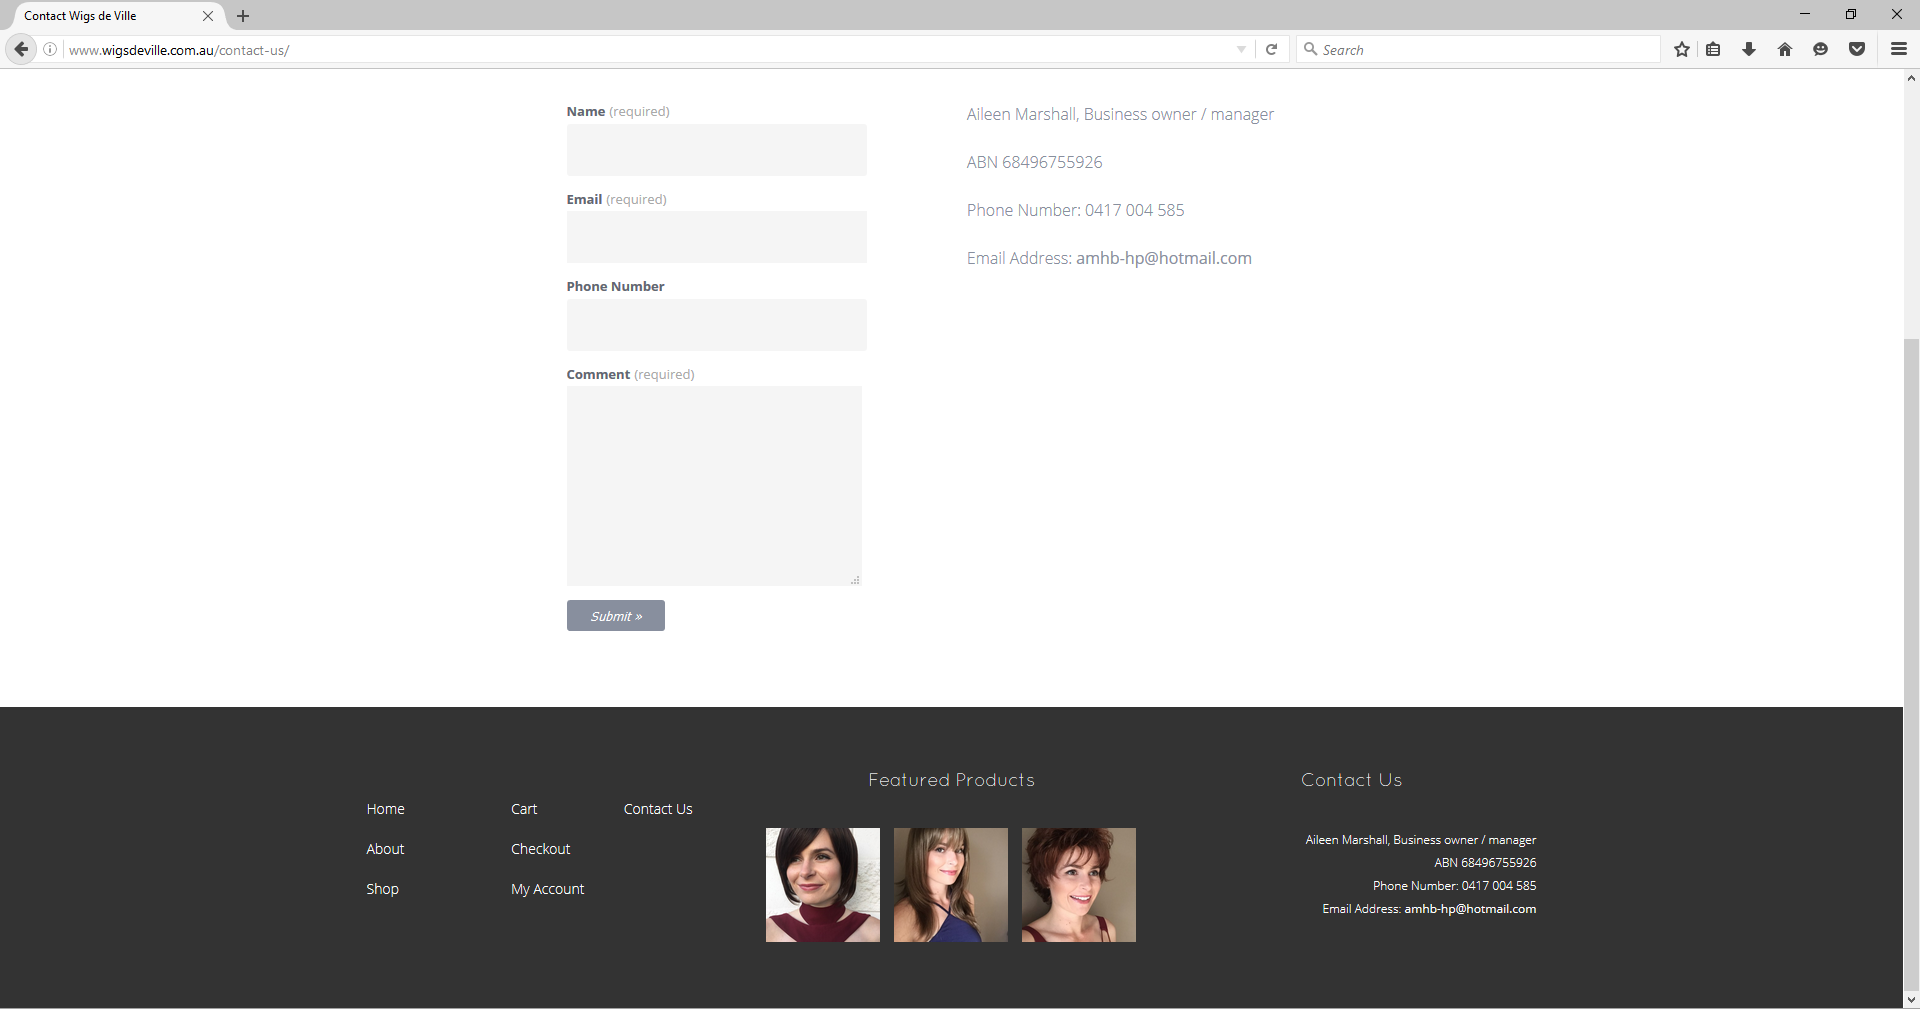 Contact Wigs de Ville
www.wigsdeville.com.au/contact-us/
Search
Name (required)
Email (required)
Phone Number
Comment (required)
Submit »
Aileen Marshall, Business owner / manager
ABN 68496755926
Phone Number: 0417 004 585
Email Address: amhb-hp@hotmail.com
Home
About
Shop
Cart
Checkout
My Account
Contact Us
Featured Products
Contact Us
Aileen Marshall, Business owner / manager
ABN 68496755926
Phone Number: 0417 004 585
Email Address: amhb-hp@hotmail.com